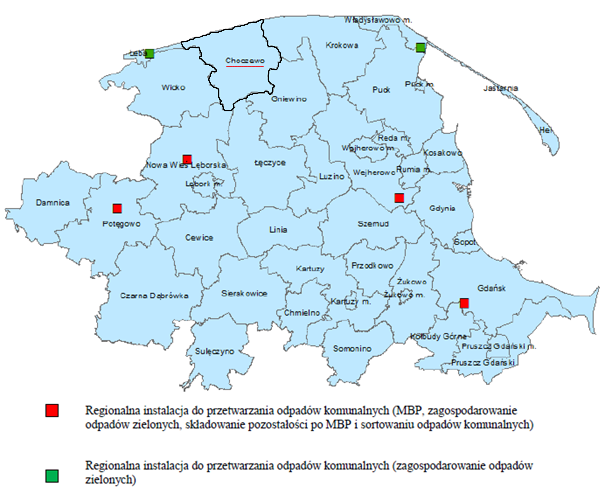 Władysławowo m.
Łeba
Choczewo
Krokowa
Wicko
Gniewino
Puck
Puck m.
Jastarnia
Hel
Nowa Wieś Lęborska
Łęczyce
Wejherowo m.
Reda m.
Kosakowo
Lębork m.
Luzino
Wejherowo
Rumia m.
Damnica
Potęgowo
Gdynia
Cewice
Linia
Szemud
Sopot
Kartuzy
Przodkowo
Żukowo
Gdańsk
Czarna Dąbrówka
Sierakowice
Kartuzy m.
Żukowo m.
Chmielno
Sulęczyno
Somonino
Kolbudy Górne
Pruszcz Gdański m.
Pruszcz Gdański
Regionalna instalacja do przetwarzania odpadów komunalnych (MBP, zagospodarowanie
odpadów zielonych, składowanie pozostałości po MBP i sortowaniu odpadów komunalnych)
Regionalna instalacja do przetwarzania odpadów komunalnych (zagospodarowanie odpadów
zielonych)